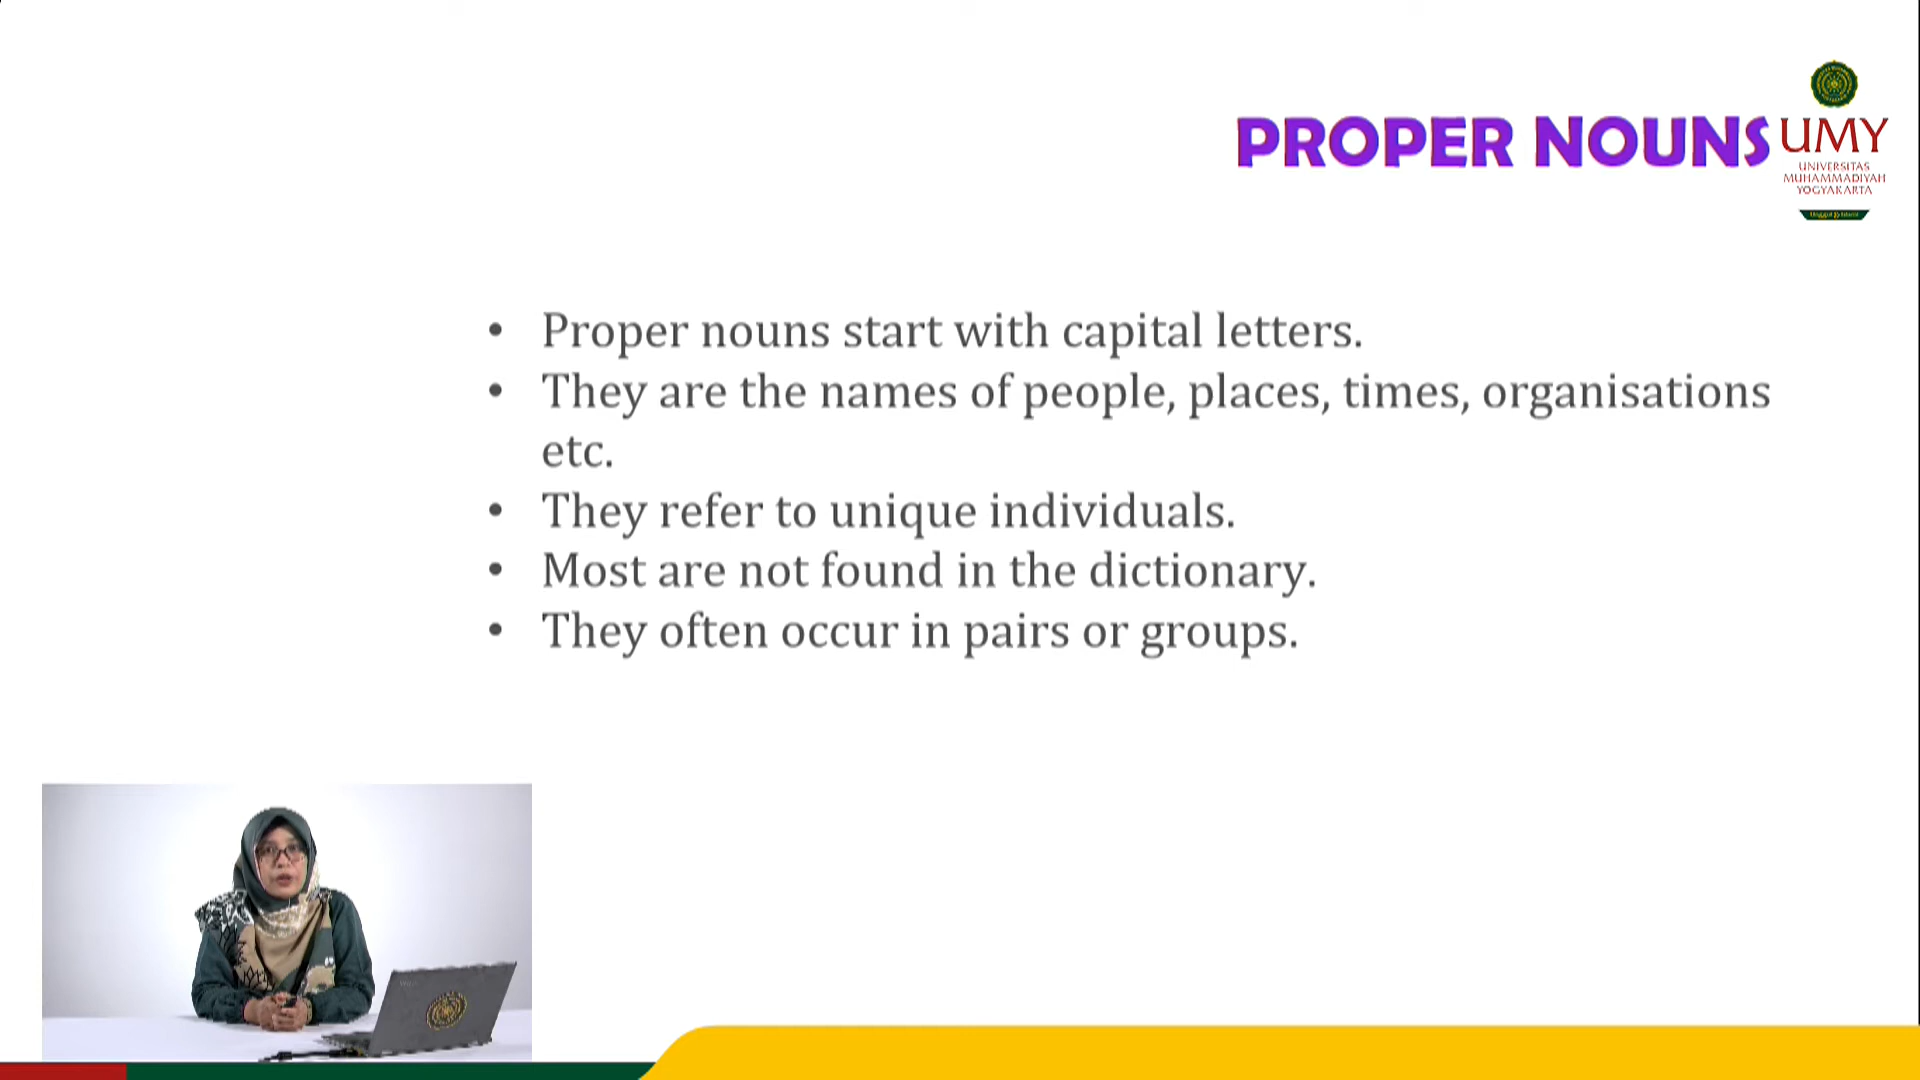 PROPER NOUNS
UMY
UNIVERSITAS
MUHAMMADIYAH
YOGYAKARTA
• Proper nouns start with capital letters.
• They are the names of people, places, times, organisations
etc.
• They refer to unique individuals.
• Most are not found in the dictionary.
• They often occur in pairs or groups.